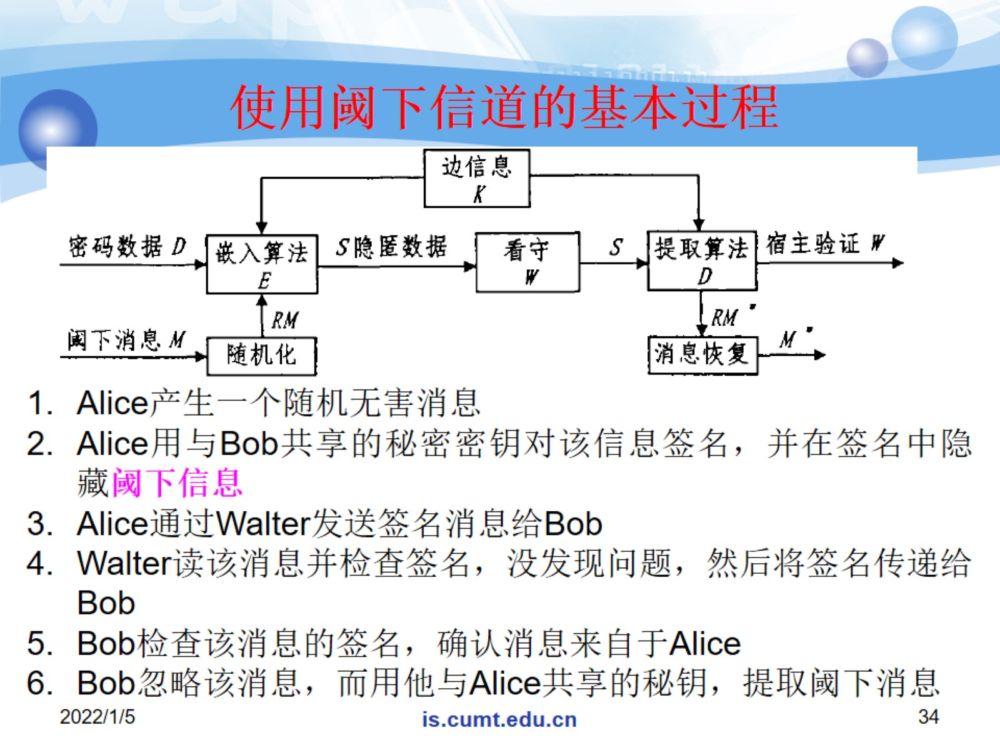 使用阈下信道的基本过程
边信息
K
密码数据 D
嵌入算法
E
S 隐匿数据
看守
W
S
提取算法
D
宿主验证 W
RM
RM*
阈下消息 M
随机化
消息恢复
M*
1. Alice产生一个随机无害消息
2. Alice用与Bob共享的秘密密钥对该信息签名，并在签名中隐
藏阈下信息
3. Alice通过Walter发送签名消息给Bob
4. Walter读该消息并检查签名，没发现问题，然后将签名传递给
Bob
5. Bob检查该消息的签名，确认消息来自于Alice
6. Bob忽略该消息，而用他与Alice共享的秘钥，提取阈下消息
2022/1/5
is.cumt.edu.cn
34